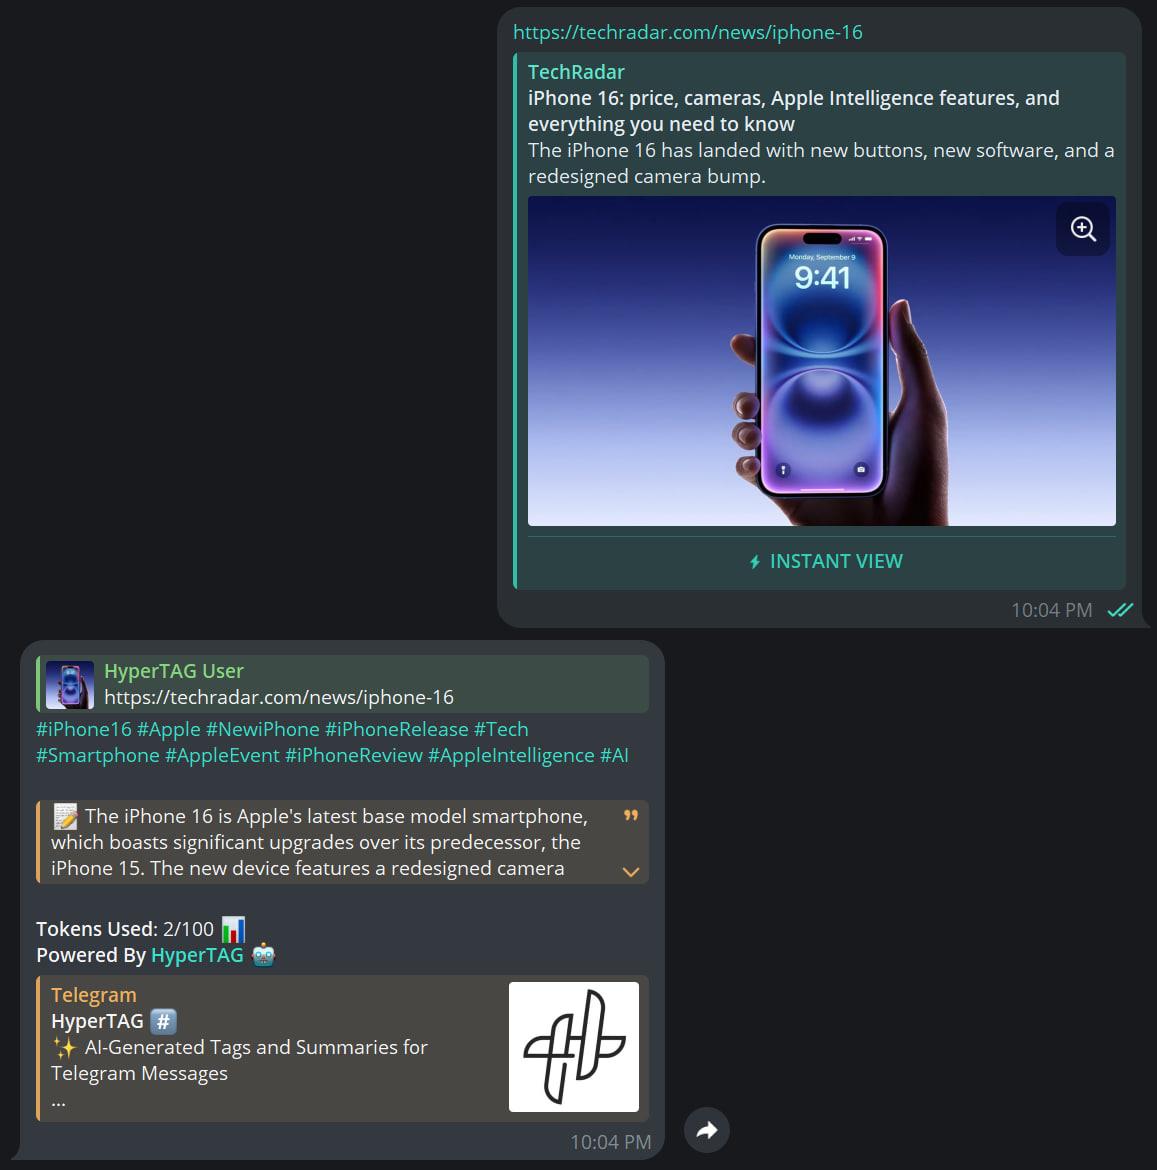 https://techradar.com/news/iphone-16
TechRadar
iPhone 16: price, cameras, Apple Intelligence features, and
everything you need to know
The iPhone 16 has landed with new buttons, new software, and a
redesigned camera bump.
Monday, September 9
9:41
INSTANT VIEW
10:04 PM
HyperTAG User
https://techradar.com/news/iphone-16
#iPhone16 #Apple #NewiPhone #iPhoneRelease #Tech
#Smartphone #AppleEvent #iPhoneReview #AppleIntelligence #AI
📝 The iPhone 16 is Apple's latest base model smartphone,
which boasts significant upgrades over its predecessor, the
iPhone 15. The new device features a redesigned camera
Tokens Used: 2/100 📊
Powered By HyperTAG 🤖
Telegram
HyperTAG #️⃣
✨ AI-Generated Tags and Summaries for
Telegram Messages
...
10:04 PM